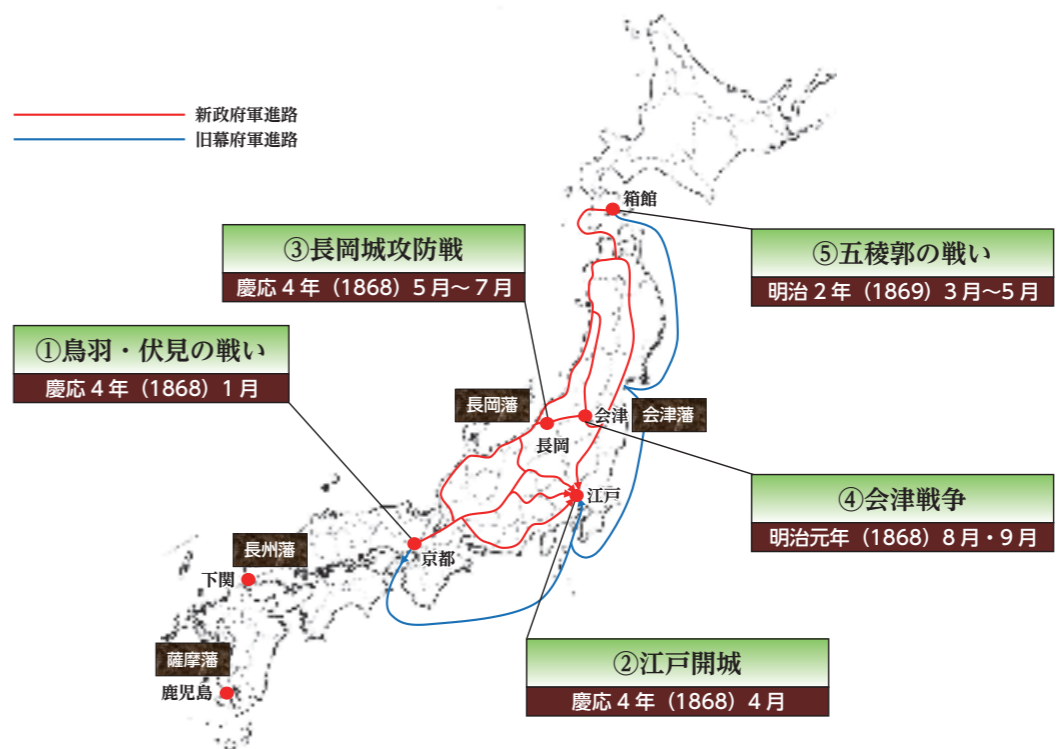 新政府軍進路
旧幕府軍進路
箱館
③長岡城攻防戦
慶応4年（1868）5月～7月
⑤五稜郭の戦い
明治2年（1869）3月～5月
①鳥羽・伏見の戦い
慶応4年（1868）1月
長岡藩
会津
会津藩
長岡
江戸
④会津戦争
明治元年（1868）8月・9月
長州藩
京都
下関
薩摩藩
鹿児島
②江戸開城
慶応4年（1868）4月